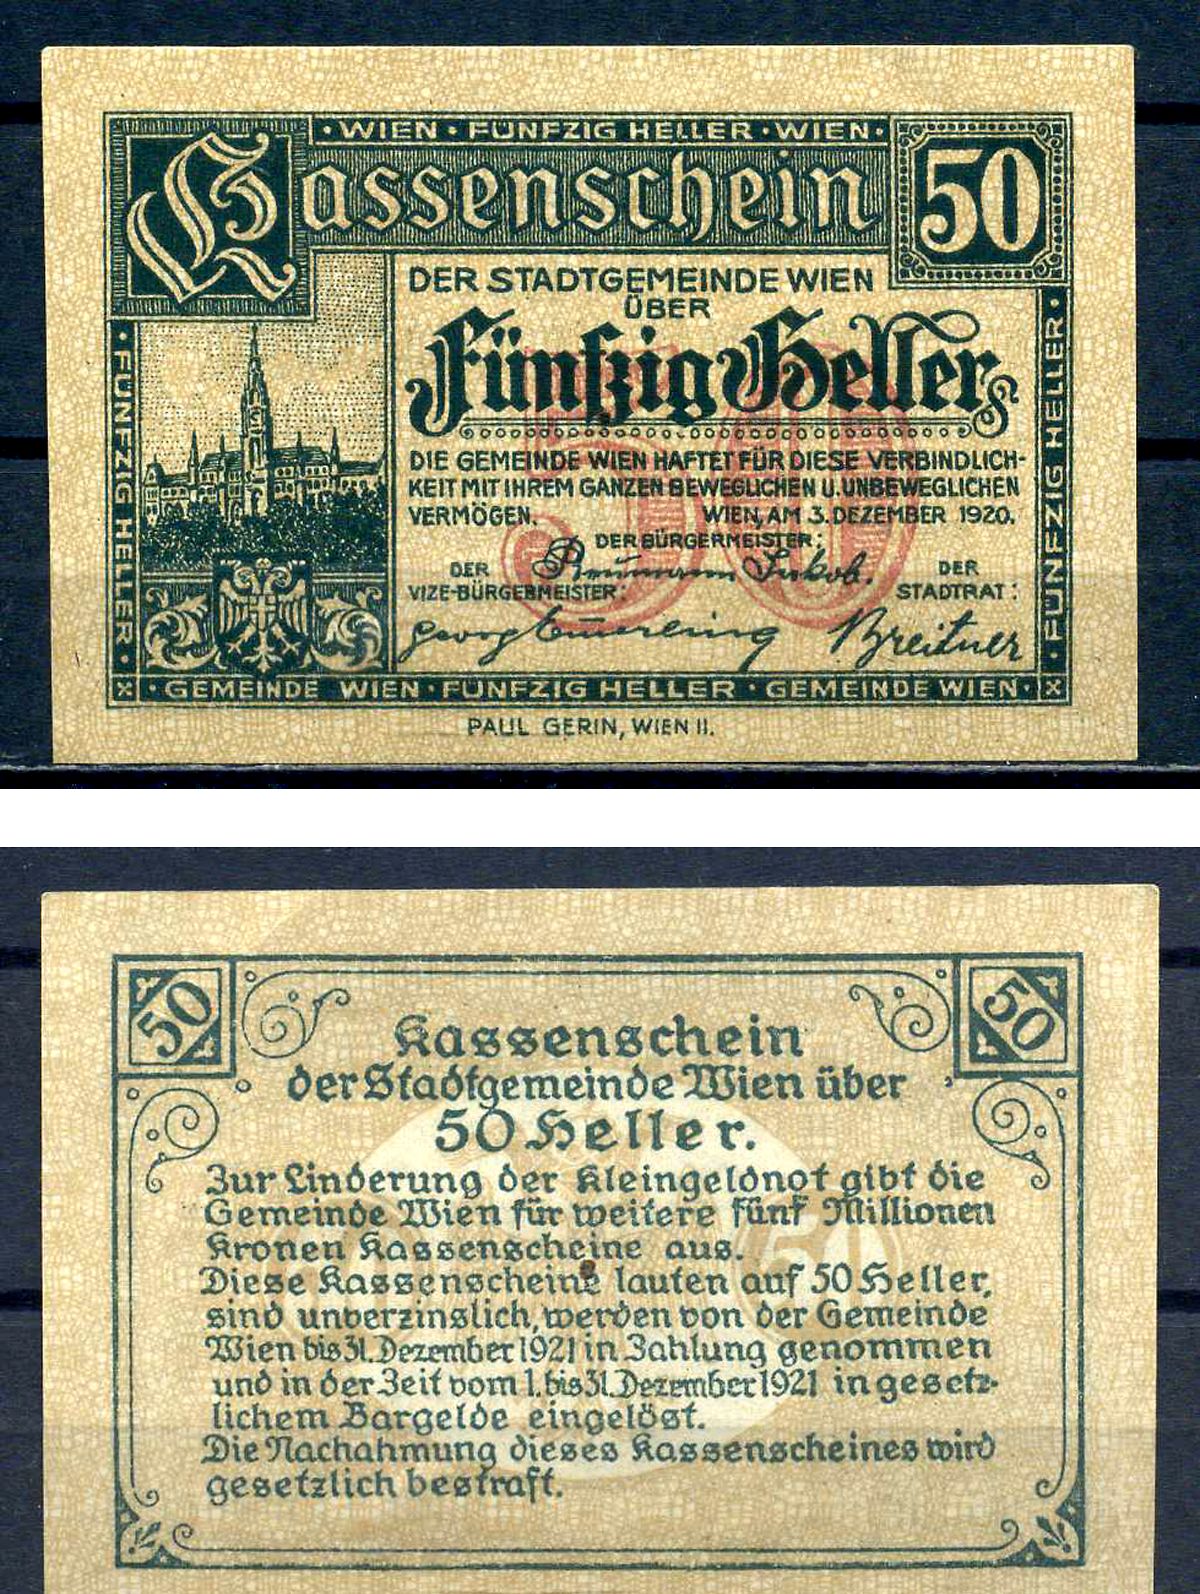 · WIEN · FÜNFZIG HELLER · WIEN ·
Kassenschein
50
DER STADTGEMEINDE WIEN
ÜBER
Fünfzig Heller
50
DIE GEMEINDE WIEN HAFTET FÜR DIESE VERBINDLICH-
KEIT MIT IHREM GANZEN BEWEGLICHEN U. UNBEWEGLICHEN
VERMÖGEN. WIEN, AM 3. DEZEMBER 1920.
DER BÜRGERMEISTER:
DER Reumann Jakob. DER
VIZE-BÜRGERMEISTER: STADTRAT:
Georg Emmerling Breitner
· FÜNFZIG HELLER ·
· FÜNFZIG HELLER ·
X · GEMEINDE WIEN · FÜNFZIG HELLER · GEMEINDE WIEN · X
PAUL GERIN, WIEN II.
50 50
Kassenschein
der Stadtgemeinde Wien über
50 Heller.
Zur Linderung der Kleingeldnot gibt die
Gemeinde Wien für weitere fünf Millionen
Kronen Kassenscheine aus.
Diese Kassenscheine lauten auf 50 Heller,
sind unverzinslich, werden von der Gemeinde
Wien bis 31. Dezember 1921 in Zahlung genommen
und in der Zeit vom 1. bis 31. Dezember 1921 in gesetz-
lichem Bargelde eingelöst.
Die Nachahmung dieses Kassenscheines wird
gesetzlich bestraft.
50